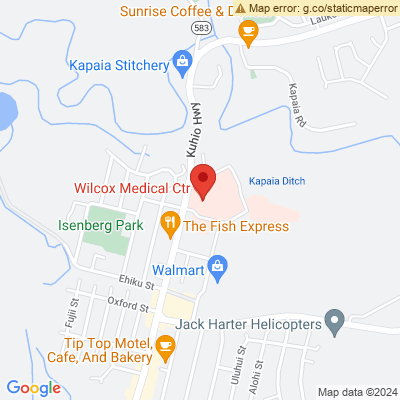 Map error: g.co/staticmaperror
Sunrise Coffee & D
Lauk
583
Kapaia Stitchery
Kapaia Rd
Kuhio Hwy
Kapaia Ditch
Wilcox Medical Ctr
Isenberg Park
The Fish Express
Walmart
Ehiku St
Oxford St
Fujii St
Jack Harter Helicopters
Tip Top Motel,
Cafe, And Bakery
Uluhui St
Alohi St
Google
Map data ©2024